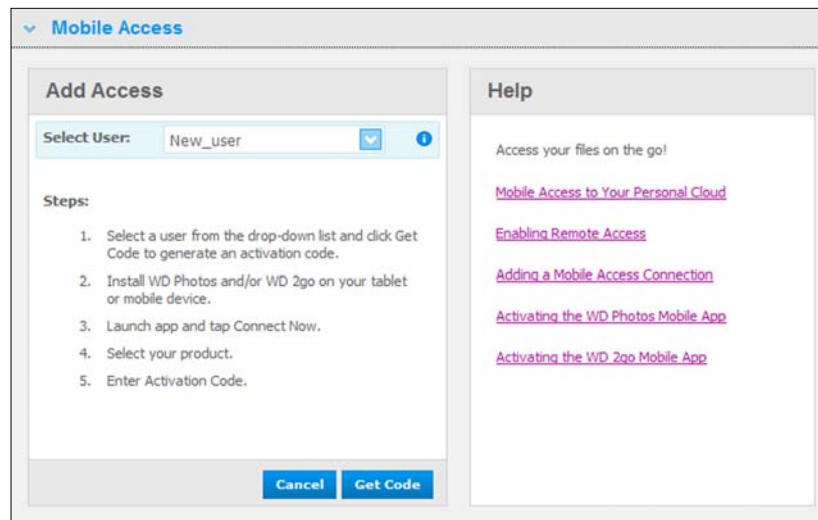 Mobile Access
Add Access
Select User:
New_user
Steps:
1. Select a user from the drop-down list and click Get
Code to generate an activation code.
2. Install WD Photos and/or WD 2go on your tablet
or mobile device.
3. Launch app and tap Connect Now.
4. Select your product.
5. Enter Activation Code.
Cancel
Get Code
Help
Access your files on the go!
Mobile Access to Your Personal Cloud
Enabling Remote Access
Adding a Mobile Access Connection
Activating the WD Photos Mobile App
Activating the WD 2go Mobile App